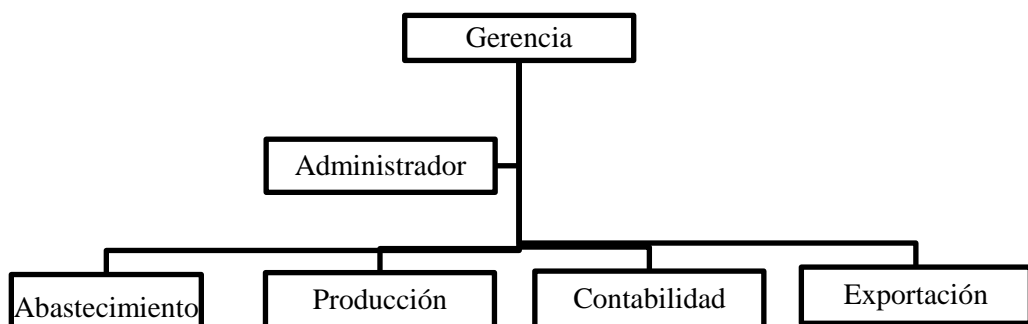 Gerencia
Administrador
Abastecimiento
Producción
Contabilidad
Exportación